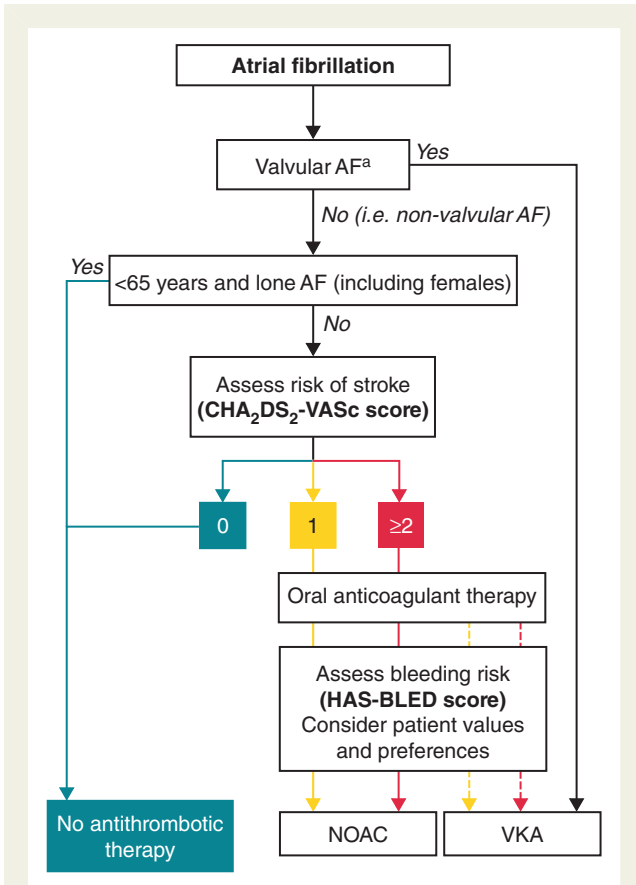 Atrial fibrillation
Valvular AFª
Yes
No (i.e. non-valvular AF)
Yes
<65 years and lone AF (including females)
No
Assess risk of stroke
(CHA₂DS₂-VASc score)
0
1
≥2
Oral anticoagulant therapy
Assess bleeding risk
(HAS-BLED score)
Consider patient values
and preferences
No antithrombotic
therapy
NOAC
VKA